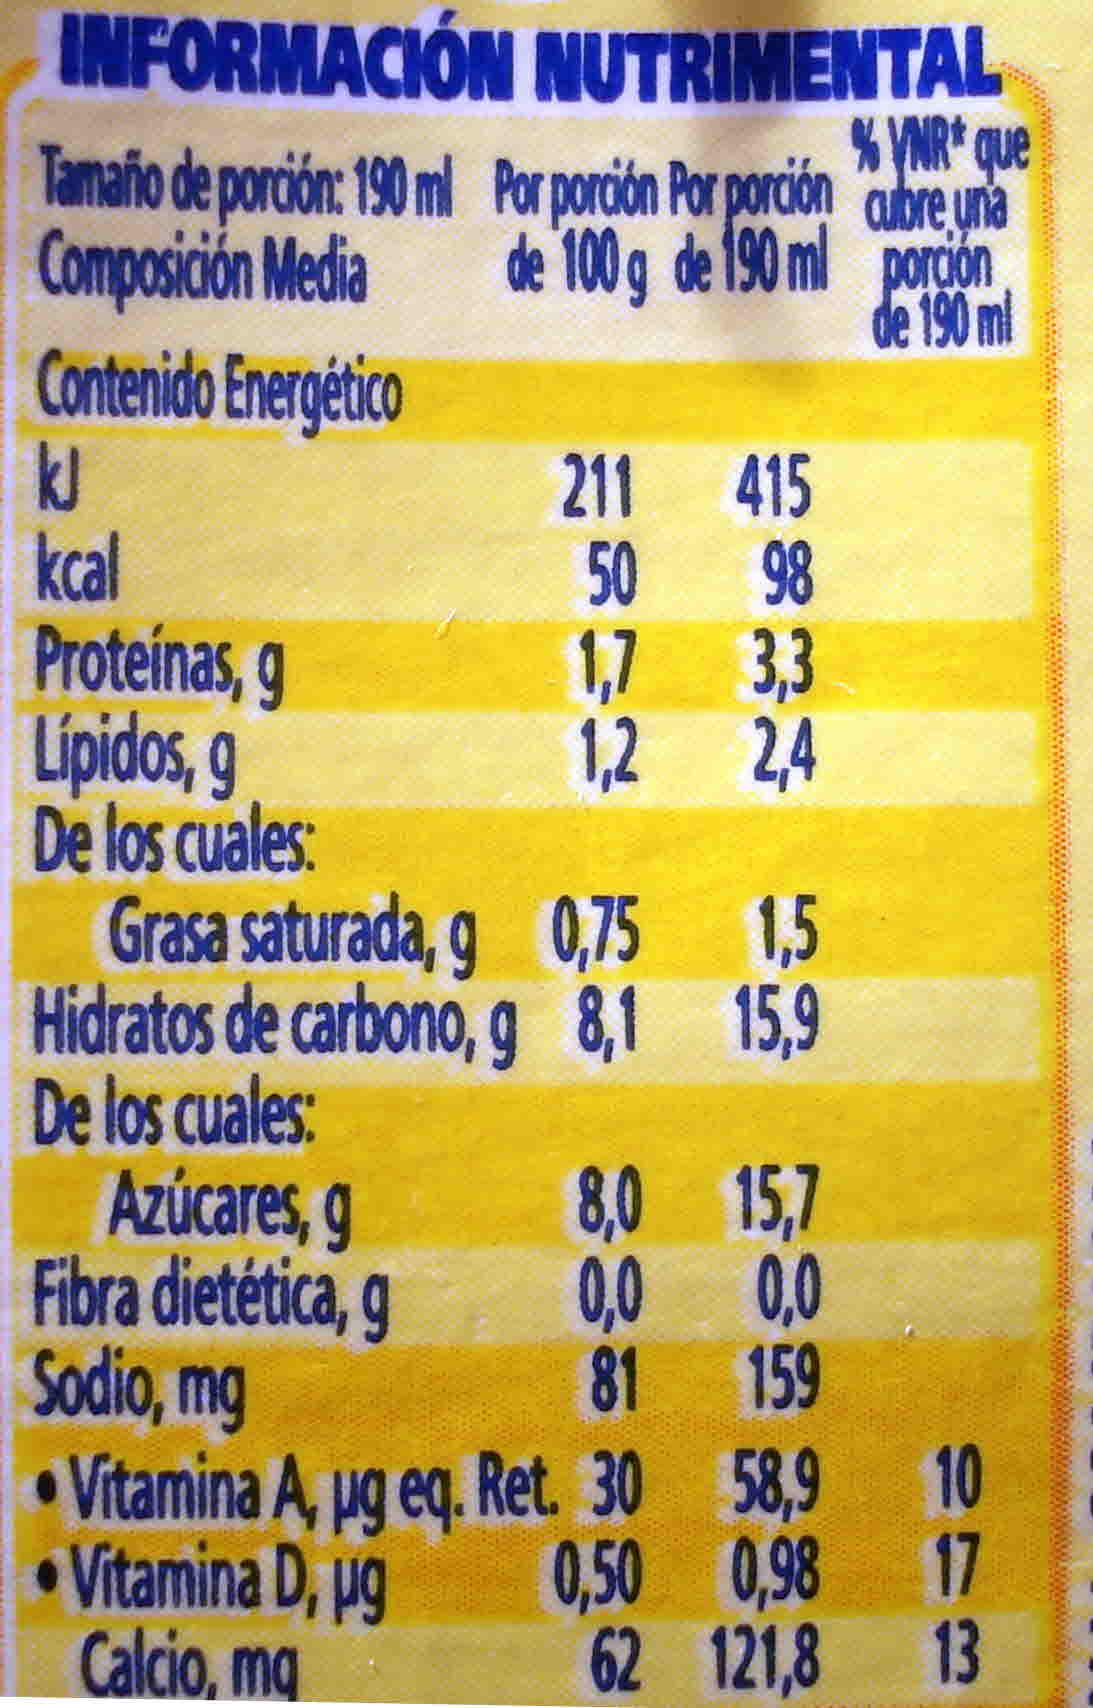 INFORMACIÓN NUTRIMENTAL
Tamaño de porción: 190 ml Por porción Por porción % VNR* que
Composición Media de 100 g de 190 ml cubre una
porción
de 190 ml
Contenido Energético
kJ 211 415
kcal 50 98
Proteínas, g 1,7 3,3
Lípidos, g 1,2 2,4
De los cuales:
Grasa saturada, g 0,75 1,5
Hidratos de carbono, g 8,1 15,9
De los cuales:
Azúcares, g 8,0 15,7
Fibra dietética, g 0,0 0,0
Sodio, mg 81 159
• Vitamina A, µg eq. Ret. 30 58,9 10
• Vitamina D, µg 0,50 0,98 17
Calcio, mg 62 121,8 13